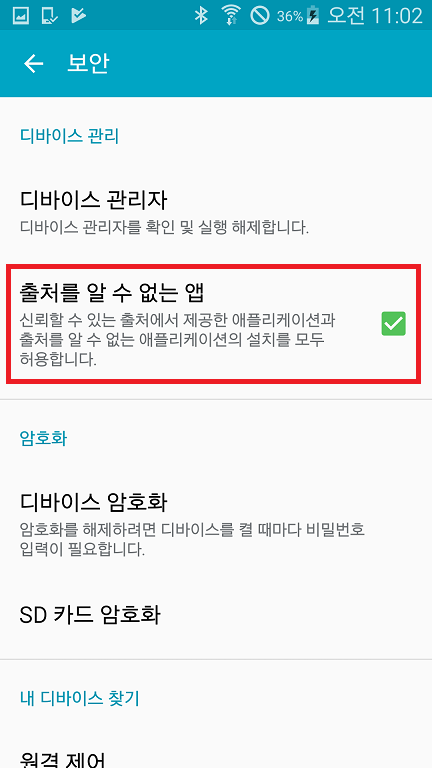 36% 오전 11:02
보안
디바이스 관리
디바이스 관리자
디바이스 관리자를 확인 및 실행 해제합니다.
출처를 알 수 없는 앱
신뢰할 수 있는 출처에서 제공한 애플리케이션과
출처를 알 수 없는 애플리케이션의 설치를 모두
허용합니다.
암호화
디바이스 암호화
암호화를 해제하려면 디바이스를 켤 때마다 비밀번호
입력이 필요합니다.
SD 카드 암호화
내 디바이스 찾기
원격 제어